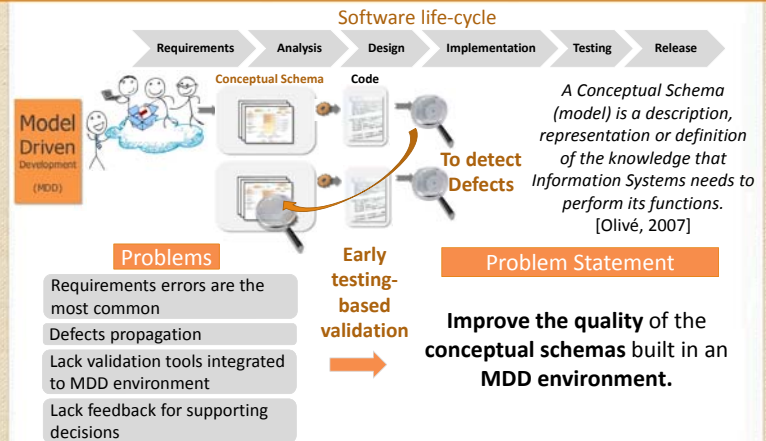 Software life-cycle
Requirements
Analysis
Design
Implementation
Testing
Release
Conceptual Schema
Code
Model
Driven
Development
(MDD)
A Conceptual Schema
(model) is a description,
representation or definition
of the knowledge that
Information Systems needs to
perform its functions.
[Olivé, 2007]
To detect
Defects
Problems
Requirements errors are the
most common
Defects propagation
Lack validation tools integrated
to MDD environment
Lack feedback for supporting
decisions
Early
testing-
based
validation
Problem Statement
Improve the quality of the
conceptual schemas built in an
MDD environment.